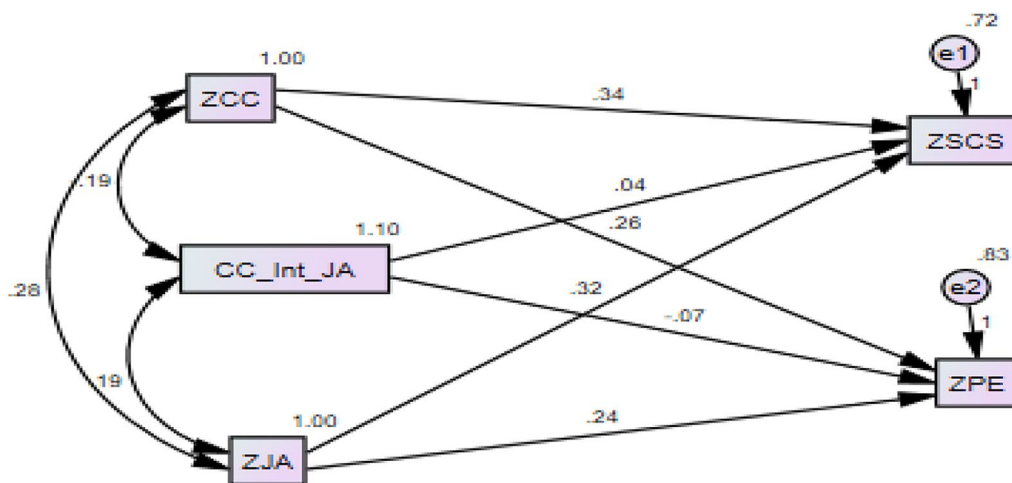 .72
1.00
e1
ZCC
.34
1
ZSCS
.19
.04
1.10
.26
.83
CC_Int_JA
.28
.32
-.07
e2
1
19
ZPE
1.00
.24
ZJA